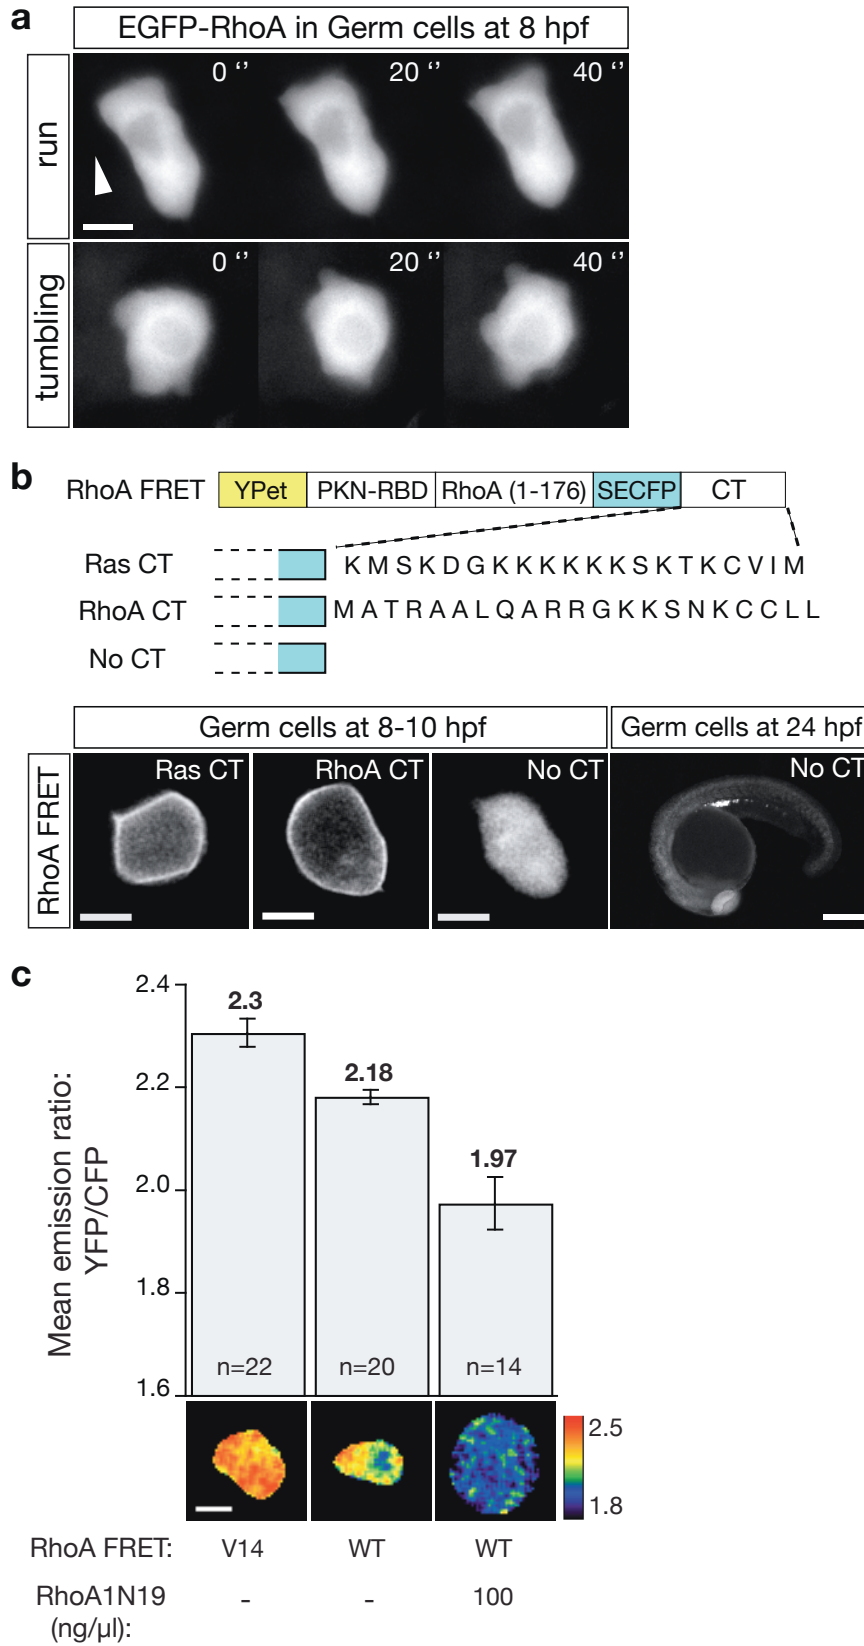 a
EGFP-RhoA in Germ cells at 8 hpf
run
0 ‘’ 20 ‘’ 40 ‘’
tumbling
0 ‘’ 20 ‘’ 40 ‘’
b
RhoA FRET YPet PKN-RBD RhoA (1-176) SECFP CT
Ras CT K M S K D G K K K K K K S K T K C V I M
RhoA CT M A T R A A L Q A R R G K K S N K C C L L
No CT
Germ cells at 8-10 hpf Germ cells at 24 hpf
RhoA FRET
Ras CT RhoA CT No CT No CT
c
Mean emission ratio:
YFP/CFP
2.4
2.2
2.0
1.8
1.6
2.3
2.18
1.97
n=22 n=20 n=14
2.5
1.8
RhoA FRET: V14 WT WT
RhoA1N19 - - 100
(ng/µl):